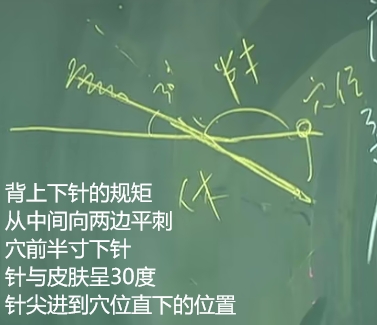 半寸
穴位
背上下针的规矩
从中间向两边平刺
穴前半寸下针
针与皮肤呈30度
针尖进到穴位直下的位置